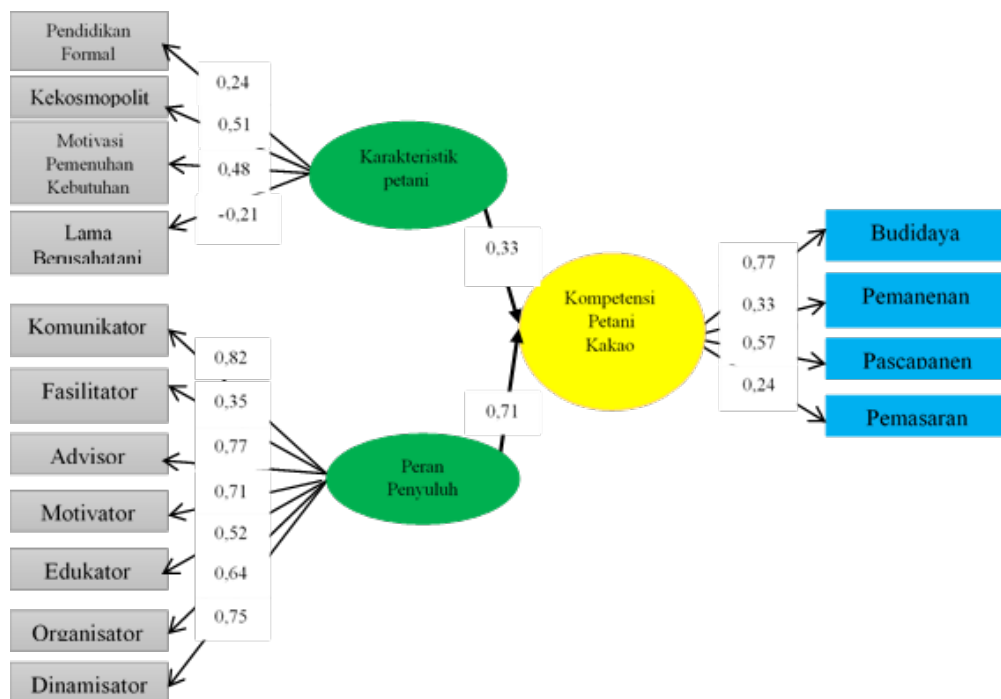 Pendidikan
Formal
Kekosmopolit
Motivasi
Pemenuhan
Kebutuhan
Lama
Berusahatani
0,24
0,51
0,48
-0,21
Karakteristik
petani
0,33
Komunikator
Fasilitator
Advisor
Motivator
Edukator
Organisator
Dinamisator
0,82
0,35
0,77
0,71
0,52
0,64
0,75
Peran
Penyuluh
0,71
Kompetensi
Petani
Kakao
0,77
0,33
0,57
0,24
Budidaya
Pemanenan
Pascapanen
Pemasaran